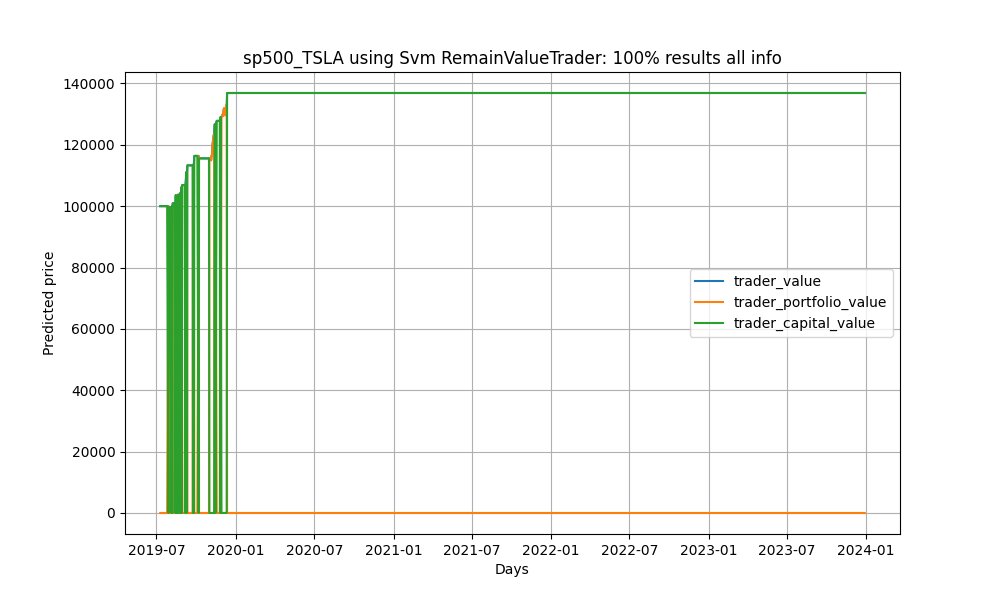 sp500_TSLA using Svm RemainValueTrader: 100% results all info
140000
120000
100000
80000
60000
40000
20000
0
Predicted price
trader_value
trader_portfolio_value
trader_capital_value
2019-07 2020-01 2020-07 2021-01 2021-07 2022-01 2022-07 2023-01 2023-07 2024-01
Days